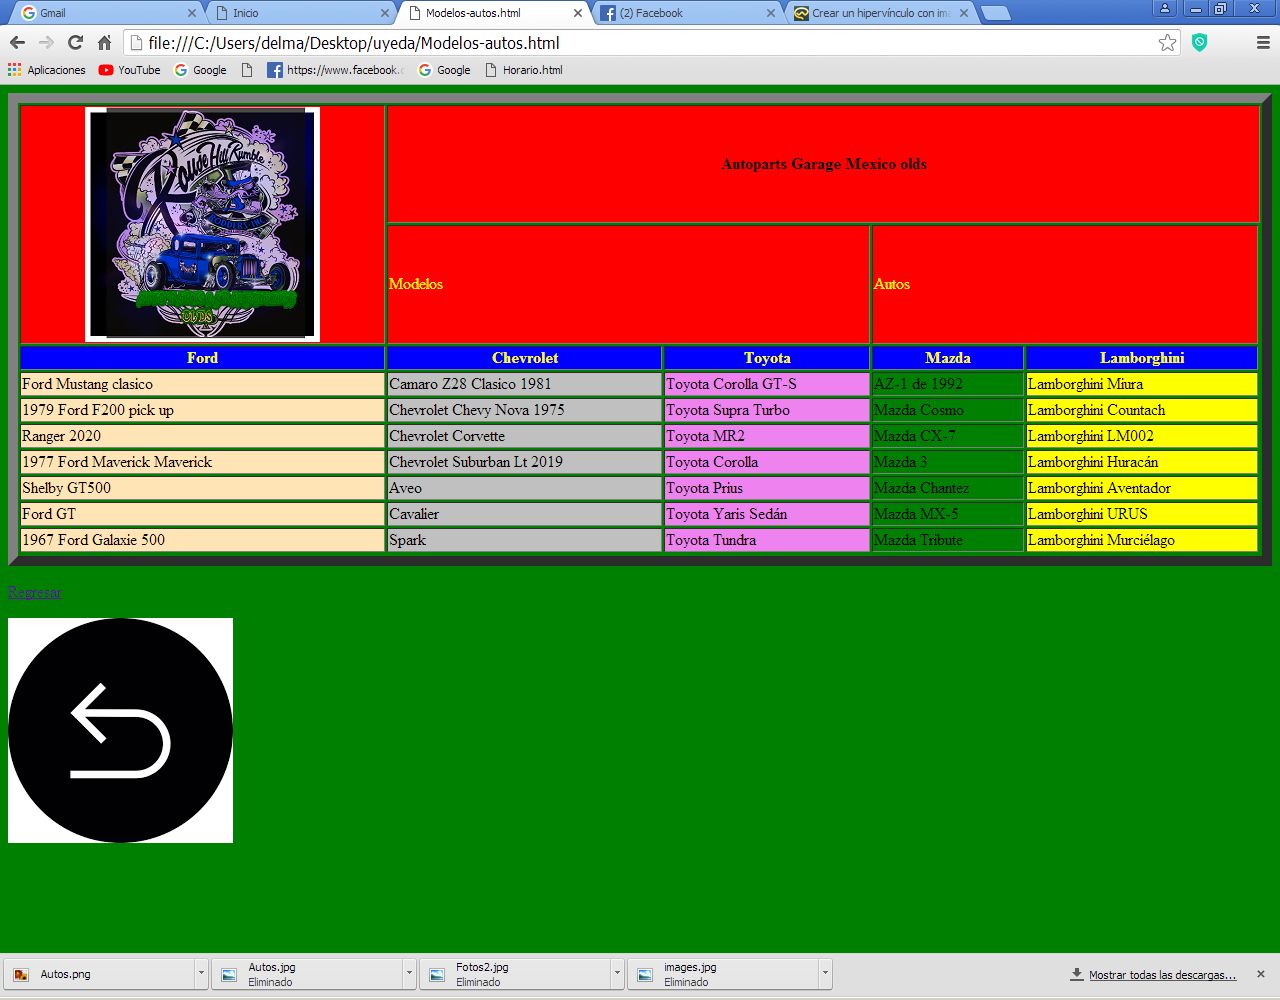 Gmail
Inicio
Modelos-autos.html
(2) Facebook
Crear un hipervínculo con ima
file:///C:/Users/delma/Desktop/uyeda/Modelos-autos.html
Aplicaciones YouTube Google https://www.facebook.c Google Horario.html
Roude Hill Rumble
OLDS
Autoparts Garage Mexico olds
Modelos Autos
Ford Chevrolet Toyota Mazda Lamborghini
Ford Mustang clasico Camaro Z28 Clasico 1981 Toyota Corolla GT-S AZ-1 de 1992 Lamborghini Miura
1979 Ford F200 pick up Chevrolet Chevy Nova 1975 Toyota Supra Turbo Mazda Cosmo Lamborghini Countach
Ranger 2020 Chevrolet Corvette Toyota MR2 Mazda CX-7 Lamborghini LM002
1977 Ford Maverick Maverick Chevrolet Suburban Lt 2019 Toyota Corolla Mazda 3 Lamborghini Huracán
Shelby GT500 Aveo Toyota Prius Mazda Chantez Lamborghini Aventador
Ford GT Cavalier Toyota Yaris Sedán Mazda MX-5 Lamborghini URUS
1967 Ford Galaxie 500 Spark Toyota Tundra Mazda Tribute Lamborghini Murciélago
Regresar
Autos.png
Autos.jpg
Eliminado
Fotos2.jpg
Eliminado
images.jpg
Eliminado
Mostrar todas las descargas...